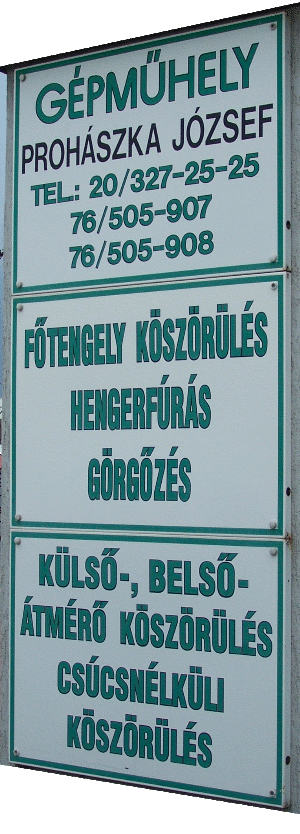 GÉPMŰHELY
PROHÁSZKA JÓZSEF
TEL.: 20/327-25-25
76/505-907
76/505-908
FŐTENGELY KÖSZÖRÜLÉS
HENGERFÚRÁS
GÖRGŐZÉS
KÜLSŐ-, BELSŐ-
ÁTMÉRŐ KÖSZÖRÜLÉS
CSÚCSNÉLKÜLI
KÖSZÖRÜLÉS